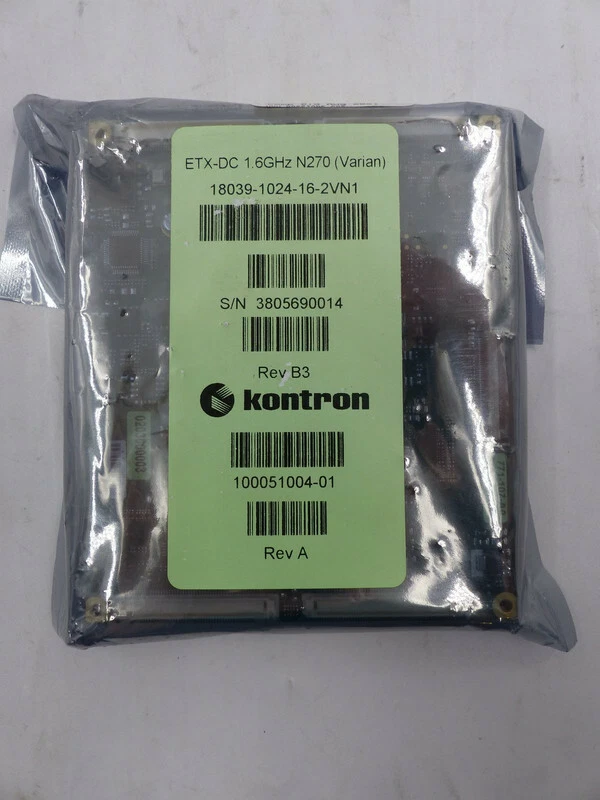 ETX-DC 1.6GHz N270 (Varian)
18039-1024-16-2VN1
S/N 3805690014
Rev B3
kontron
100051004-01
Rev A